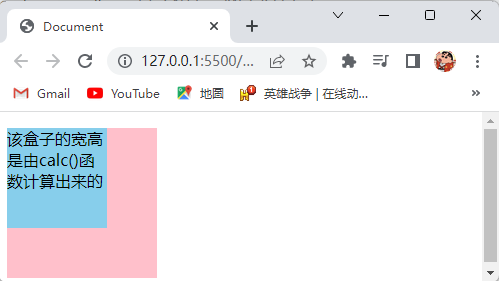 Document
127.0.0.1:5500/...
Gmail
YouTube
地图
英雄战争 | 在线动...
该盒子的宽高
是由calc()函
数计算出来的